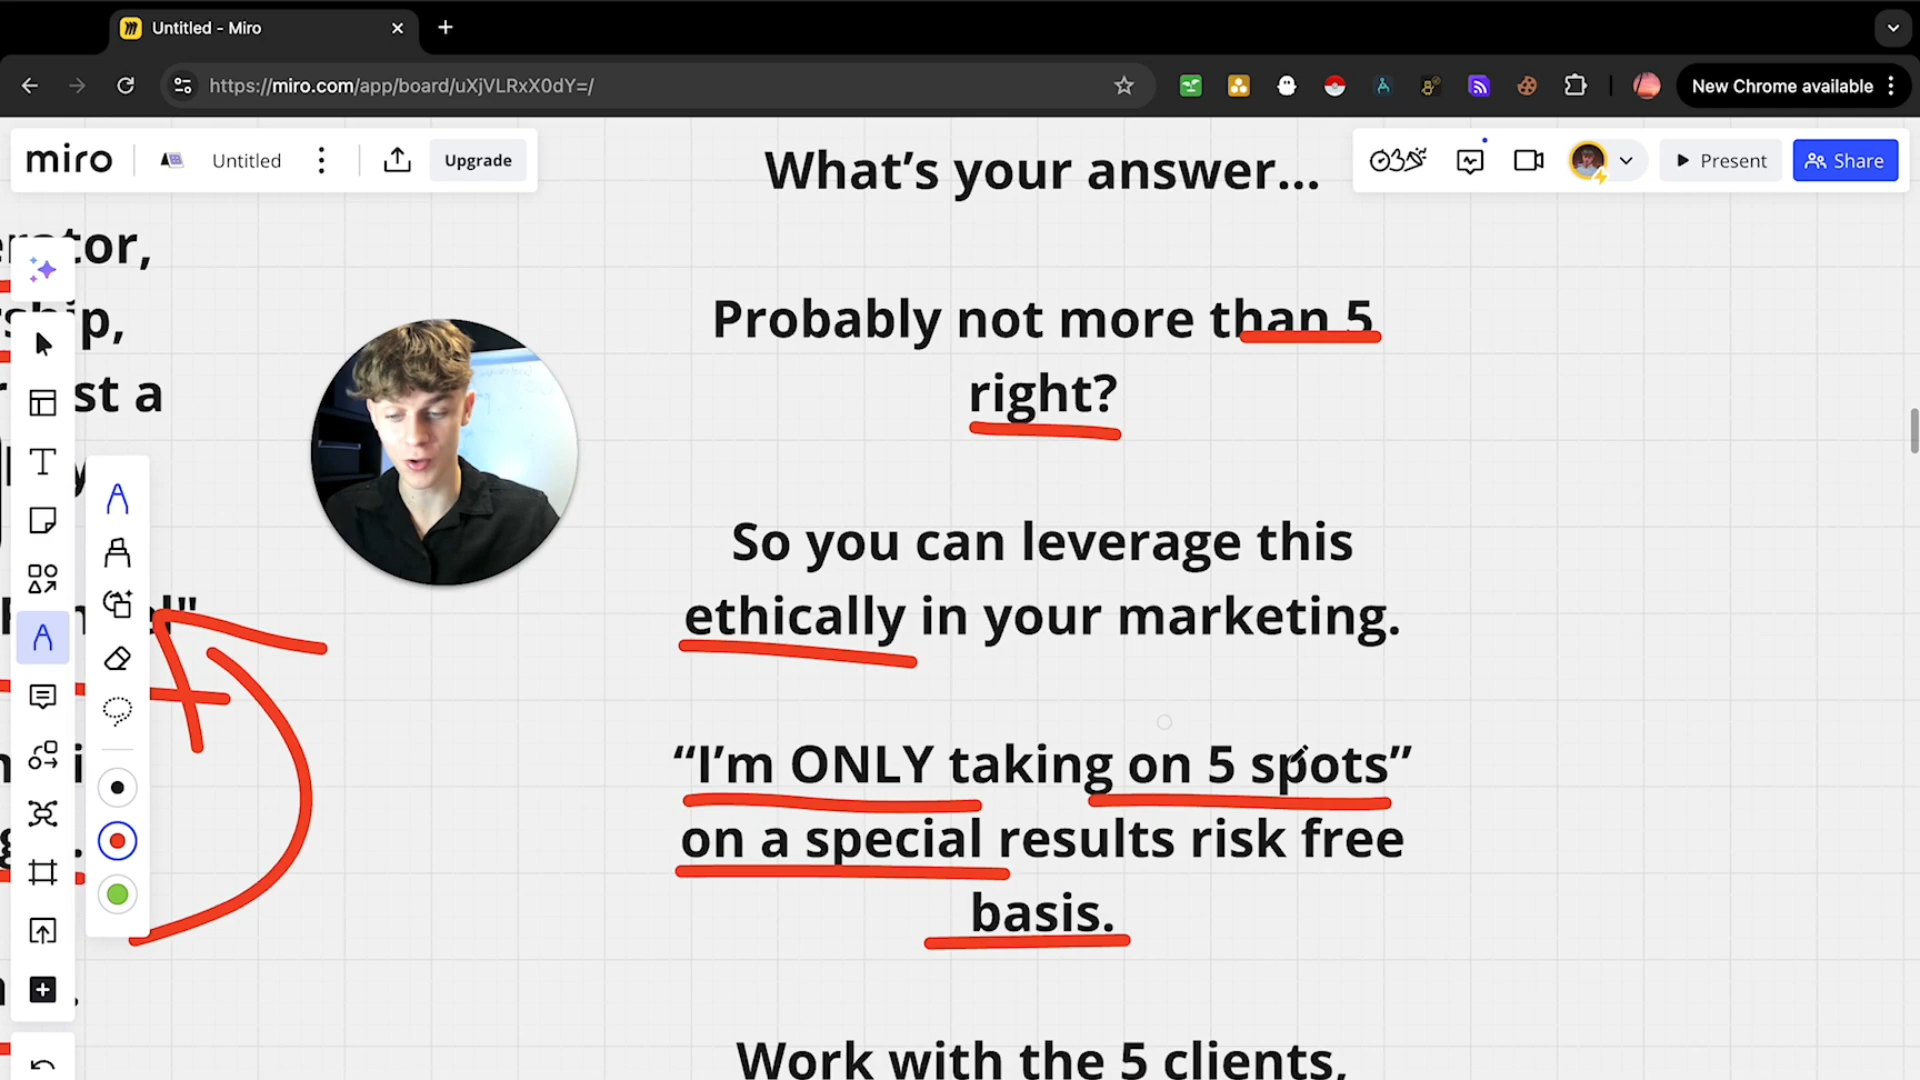 Untitled - Miro
https://miro.com/app/board/uXjVLRxX0dY=/
New Chrome available
miro
Untitled
Upgrade
Present
Share
What’s your answer...
Probably not more than 5
right?
So you can leverage this
ethically in your marketing.
“I’m ONLY taking on 5 spots”
on a special results risk free
basis.
Work with the 5 clients,
st a